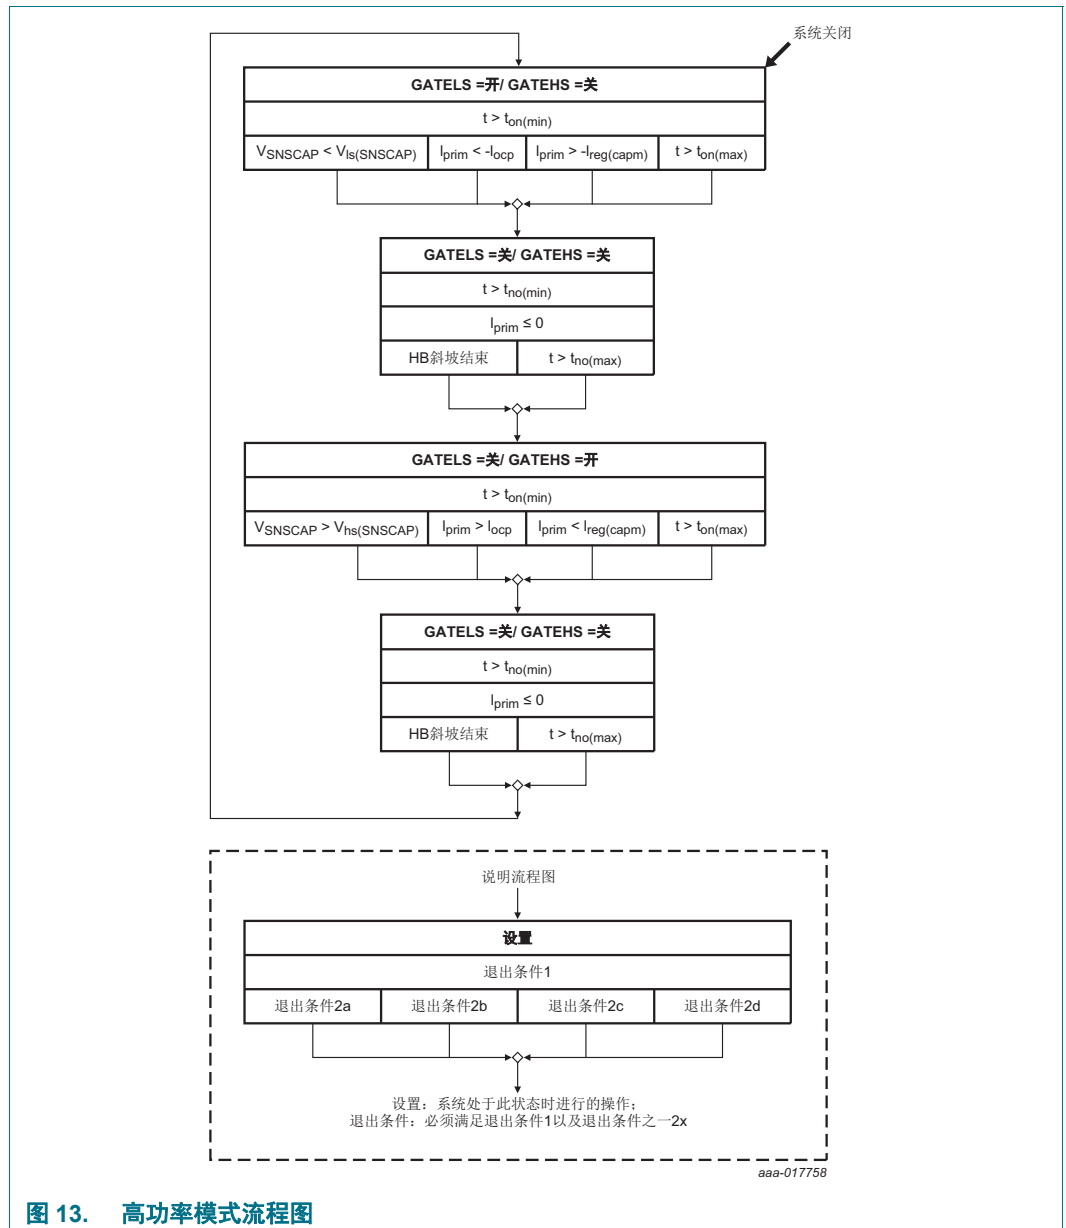 系统关闭
GATELS =开/ GATEHS =关
t > ton(min)
VSNSCAP < Vls(SNSCAP) Iprim < -Iocp Iprim > -Ireg(capm) t > ton(max)
GATELS =关/ GATEHS =关
t > tno(min)
Iprim ≤ 0
HB斜坡结束 t > tno(max)
GATELS =关/ GATEHS =开
t > ton(min)
VSNSCAP > Vhs(SNSCAP) Iprim > Iocp Iprim < Ireg(capm) t > ton(max)
GATELS =关/ GATEHS =关
t > tno(min)
Iprim ≤ 0
HB斜坡结束 t > tno(max)
说明流程图
设置
退出条件1
退出条件2a 退出条件2b 退出条件2c 退出条件2d
设置：系统处于此状态时进行的操作；
退出条件：必须满足退出条件1以及退出条件之一2x
aaa-017758
图 13. 高功率模式流程图